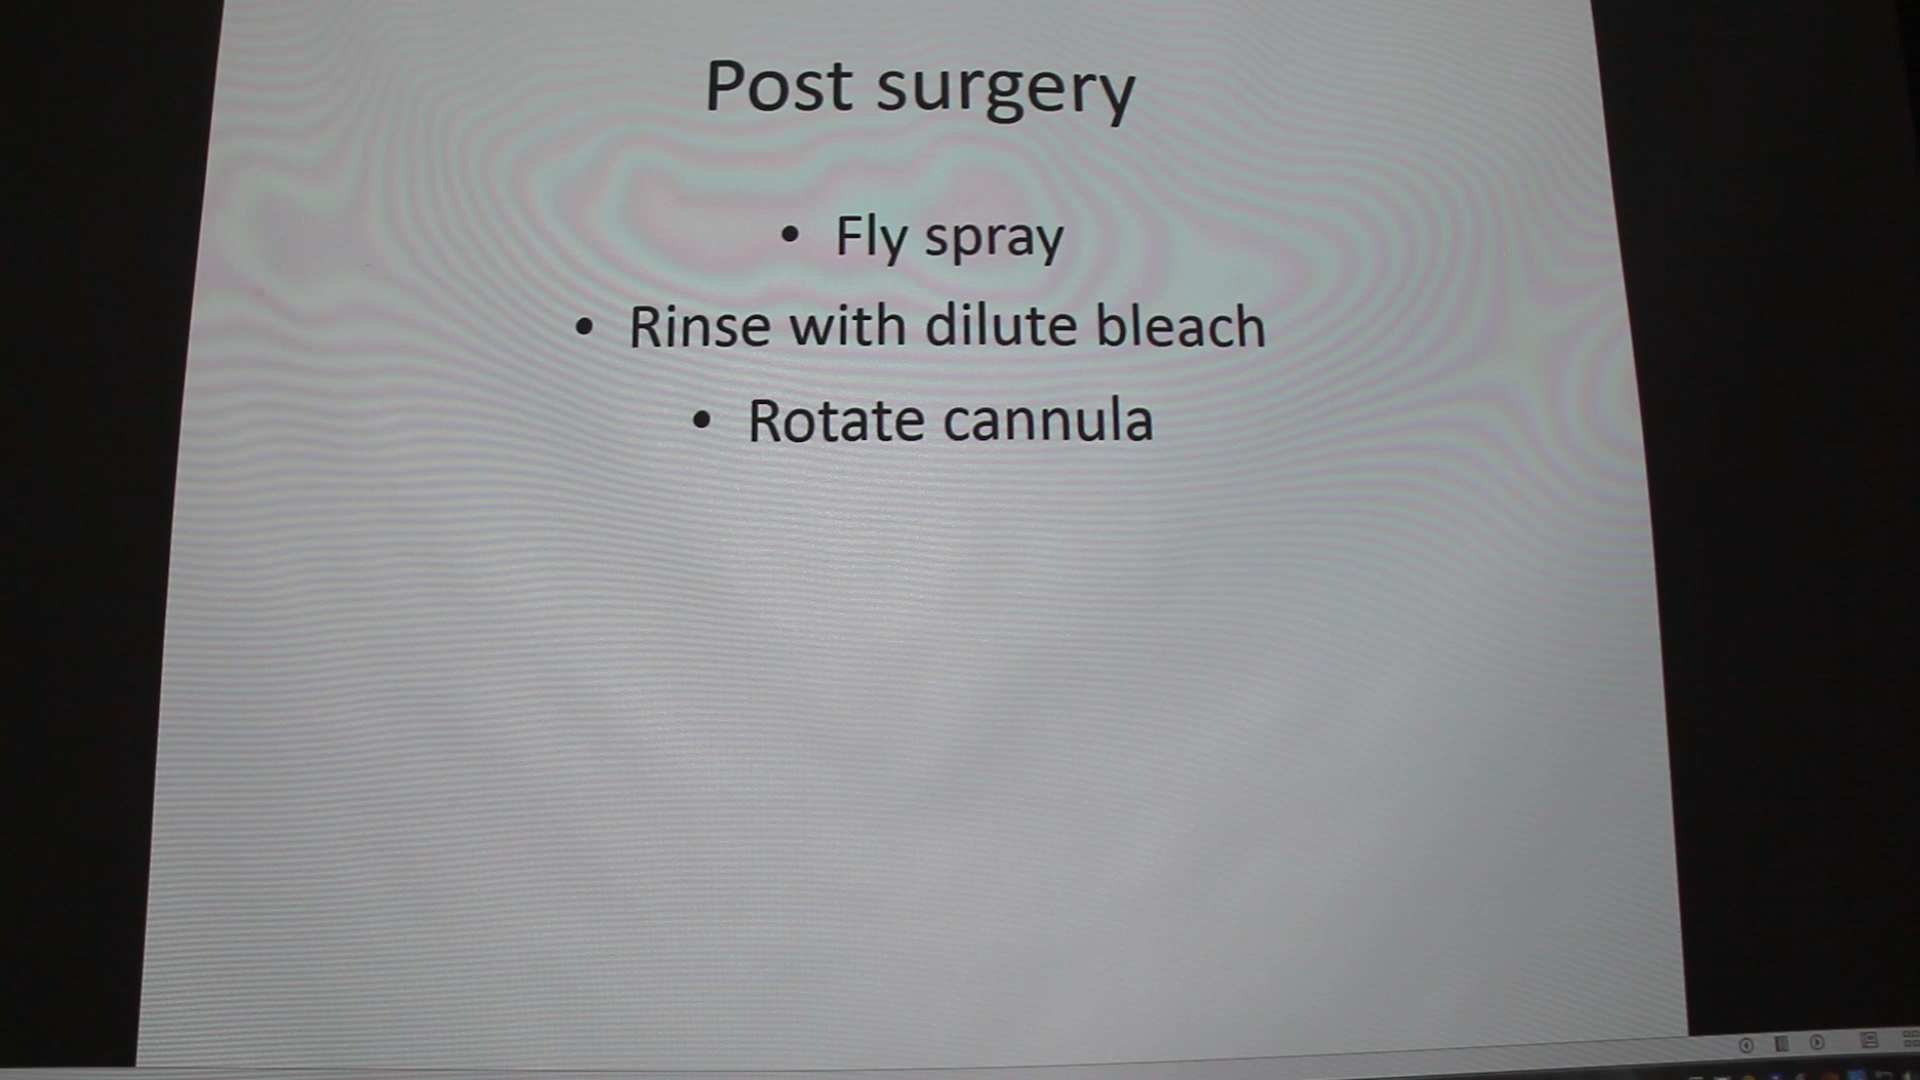 Post surgery
• Fly spray
• Rinse with dilute bleach
• Rotate cannula